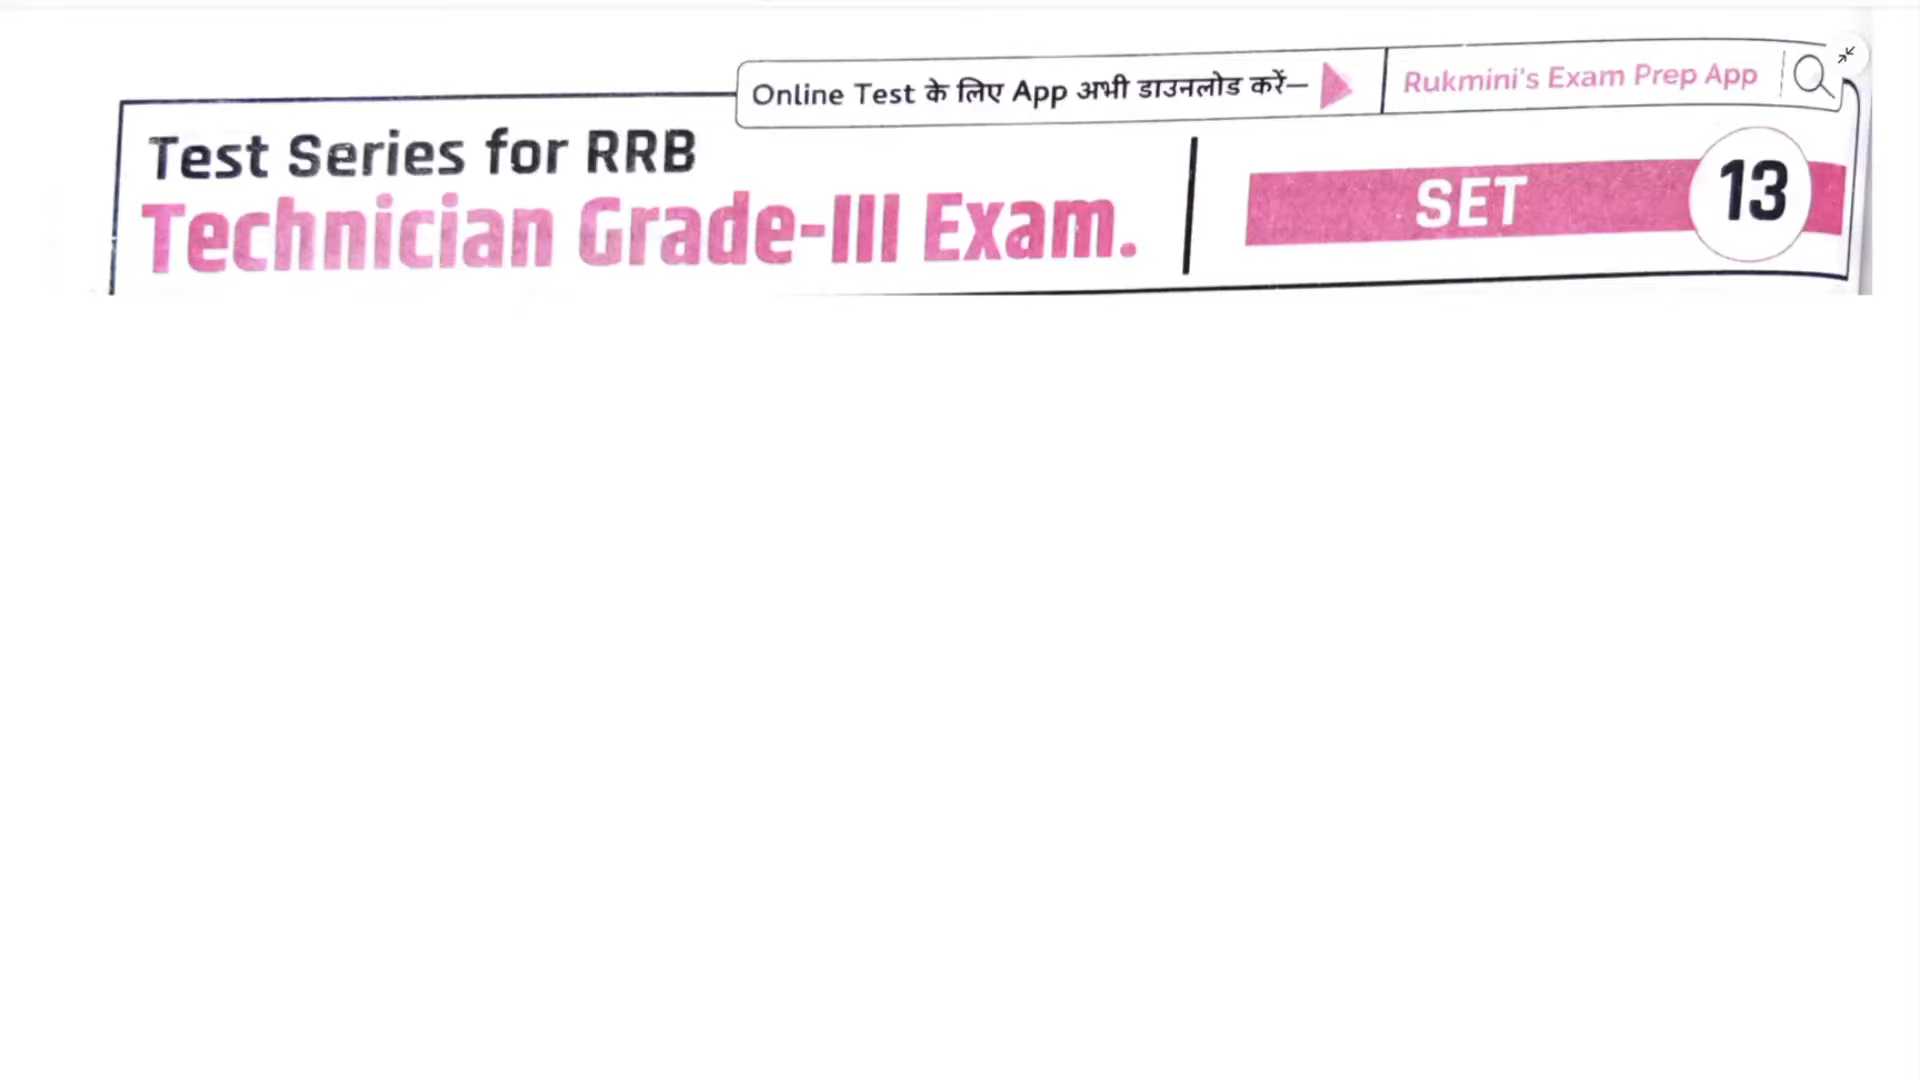 Online Test के लिए App अभी डाउनलोड करें—
Rukmini's Exam Prep App
Test Series for RRB
Technician Grade-III Exam.
SET
13